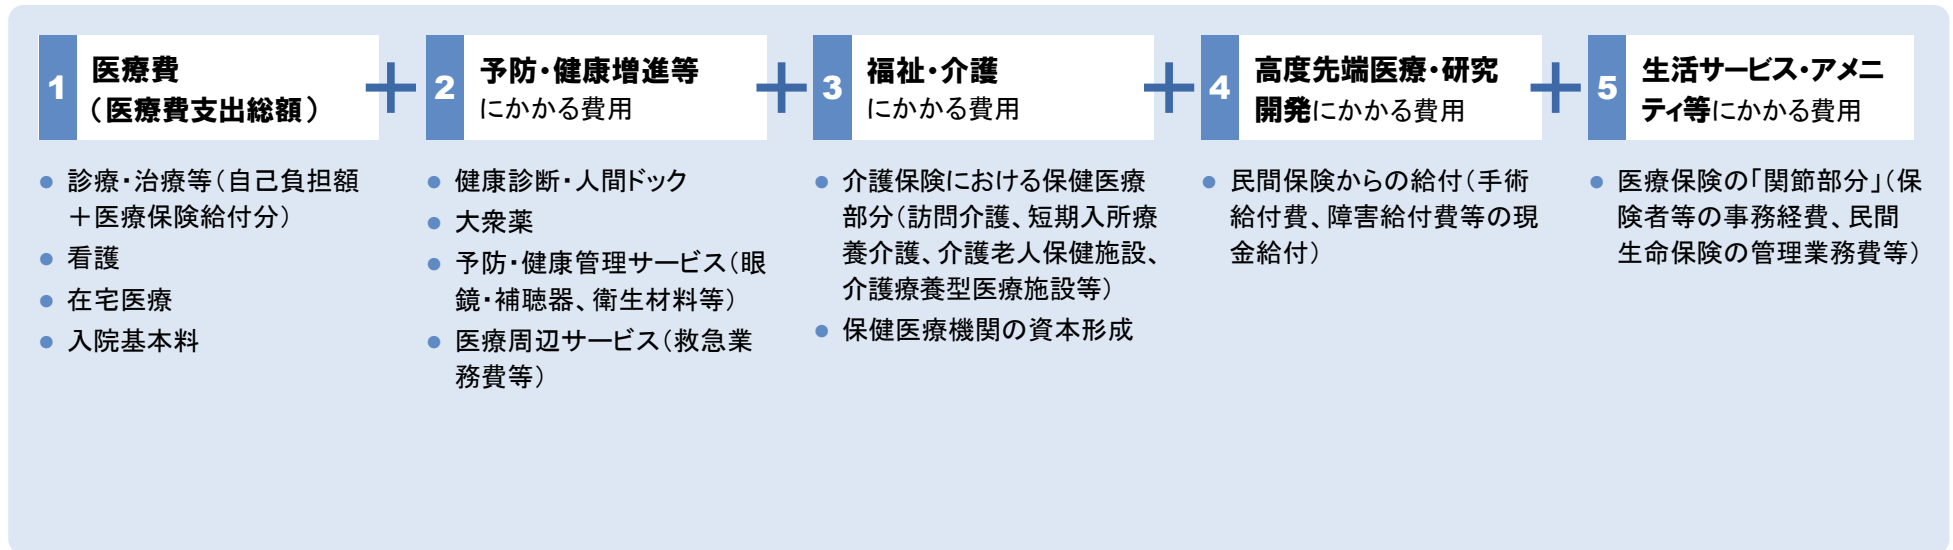 1
医療費
（医療費支出総額）
● 診療・治療等（自己負担額
＋医療保険給付分）
● 看護
● 在宅医療
● 入院基本料
＋
2
予防・健康増進等
にかかる費用
● 健康診断・人間ドック
● 大衆薬
● 予防・健康管理サービス（眼
鏡・補聴器、衛生材料等）
● 医療周辺サービス（救急業
務費等）
＋
3
福祉・介護
にかかる費用
● 介護保険における保健医療
部分（訪問介護、短期入所療
養介護、介護老人保健施設、
介護療養型医療施設等）
● 保健医療機関の資本形成
＋
4
高度先端医療・研究
開発にかかる費用
● 民間保険からの給付（手術
給付費、障害給付費等の現
金給付）
＋
5
生活サービス・アメニ
ティ等にかかる費用
● 医療保険の「関節部分」（保
険者等の事務経費、民間
生命保険の管理業務費等）